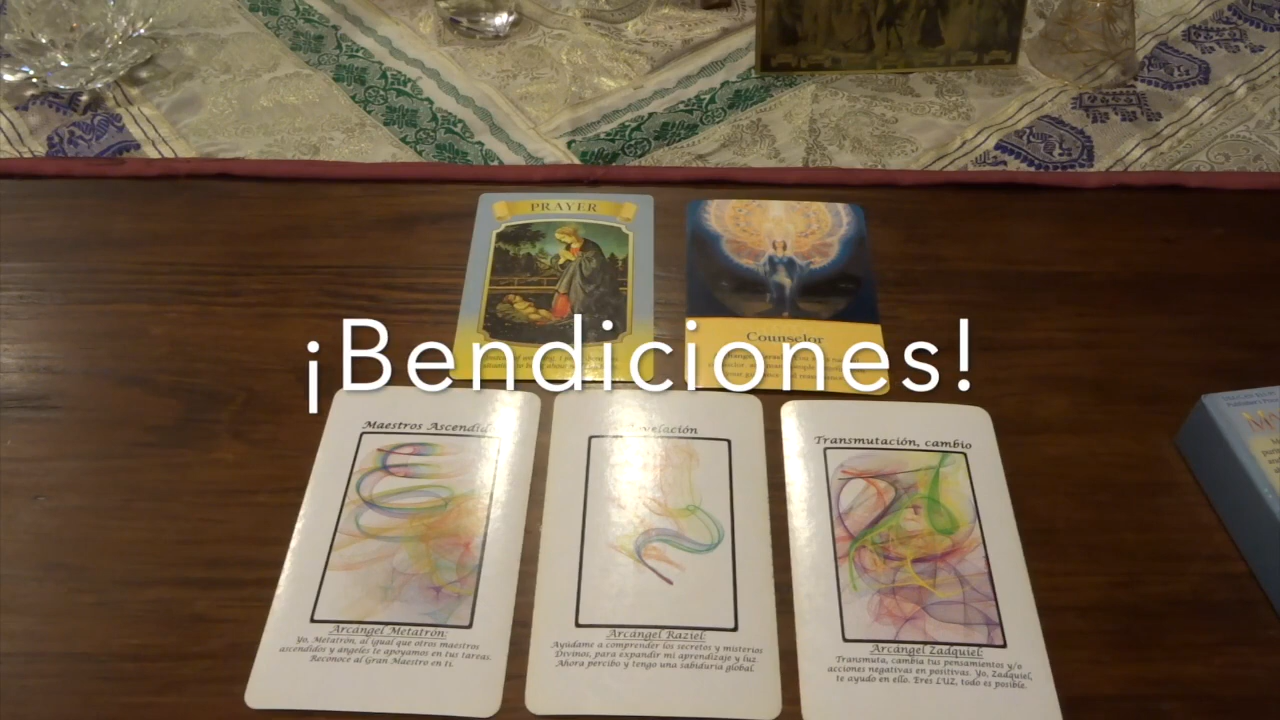 PRAYER
Counselor
¡Bendiciones!
Maestros Ascendid
velación
Transmutación, cambio
Arcángel Metatrón:
Yo, Metatrón, al igual que otros maestros
ascendidos y ángeles te apoyamos en tus tareas.
Reconoce al Gran Maestro en ti.
Arcángel Raziel:
Ayúdame a comprender los secretos y misterios
Divinos, para expandir mi aprendizaje y luz.
Ahora percibo y tengo una sabiduría global.
Arcángel Zadquiel:
Transmuta, cambia tus pensamientos y/o
acciones negativas en positivas. Yo, Zadquiel,
te ayudo en ello. Eres LUZ, todo es posible.